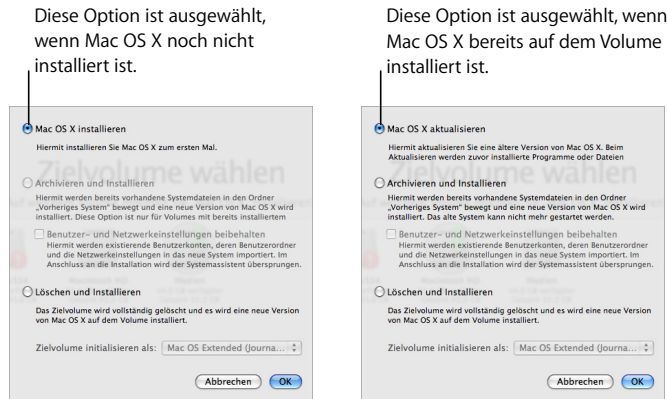 Diese Option ist ausgewählt,
wenn Mac OS X noch nicht
installiert ist.
Mac OS X installieren
Hiermit installieren Sie Mac OS X zum ersten Mal.
Zielvolume wählen
Archivieren und Installieren
Hiermit werden bereits vorhandene Systemdateien in den Ordner
„Vorheriges System“ bewegt und eine neue Version von Mac OS X wird
installiert. Diese Option ist nur für Volumes mit bereits installiertem
Benutzer- und Netzwerkeinstellungen beibehalten
Hiermit werden existierende Benutzerkonten, deren Benutzerordner
und die Netzwerkeinstellungen in das neue System importiert. Im
Anschluss an die Installation wird der Systemassistent übersprungen.
Löschen und Installieren
Das Zielvolume wird vollständig gelöscht und es wird eine neue Version
von Mac OS X auf dem Volume installiert.
Zielvolume initialisieren als: Mac OS Extended (Journa...
Abbrechen OK
Diese Option ist ausgewählt, wenn
Mac OS X bereits auf dem Volume
installiert ist.
Mac OS X aktualisieren
Hiermit aktualisieren Sie eine ältere Version von Mac OS X. Beim
Aktualisieren werden zuvor installierte Programme oder Dateien
Zielvolume wählen
Archivieren und Installieren
Hiermit werden bereits vorhandene Systemdateien in den Ordner
„Vorheriges System“ bewegt und eine neue Version von Mac OS X wird
installiert. Das alte System kann nicht mehr gestartet werden.
Benutzer- und Netzwerkeinstellungen beibehalten
Hiermit werden existierende Benutzerkonten, deren Benutzerordner
und die Netzwerkeinstellungen in das neue System importiert. Im
Anschluss an die Installation wird der Systemassistent übersprungen.
Löschen und Installieren
Das Zielvolume wird vollständig gelöscht und es wird eine neue Version
von Mac OS X auf dem Volume installiert.
Zielvolume initialisieren als: Mac OS Extended (Journa...
Abbrechen OK